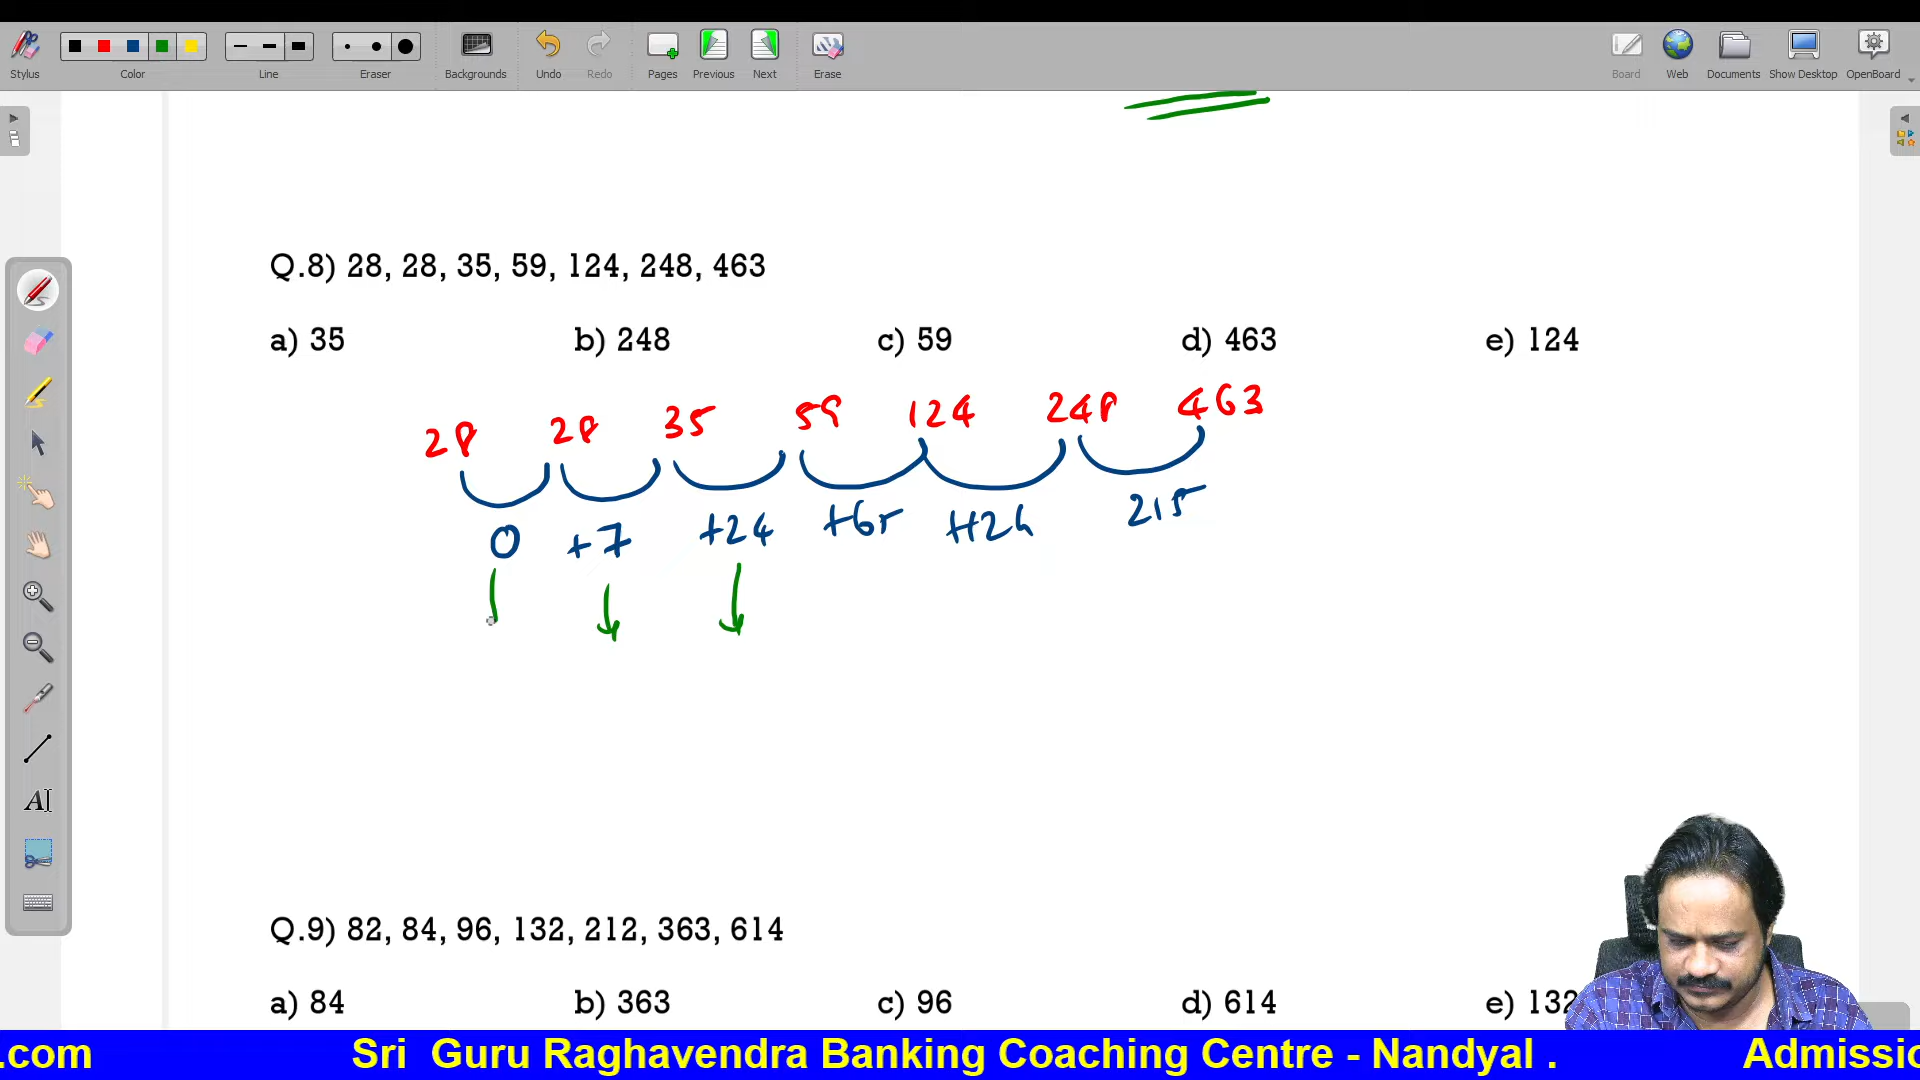 Stylus Color Line Eraser Backgrounds Undo Redo Pages Previous Next Erase Board Web Documents Show Desktop OpenBoard
Q.8) 28, 28, 35, 59, 124, 248, 463
a) 35 b) 248 c) 59 d) 463 e) 124
28 28 35 59 124 248 463
0 +7 +24 +65 215
Q.9) 82, 84, 96, 132, 212, 363, 614
a) 84 b) 363 c) 96 d) 614 e) 132
.com Sri Guru Raghavendra Banking Coaching Centre - Nandyal . Admissio